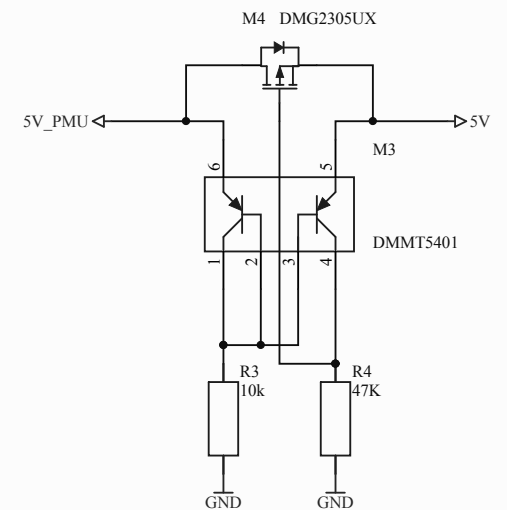 M4 DMG2305UX
5V_PMU
5V
M3
6
5
DMMT5401
1
2
3
4
R3
10k
R4
47K
GND
GND